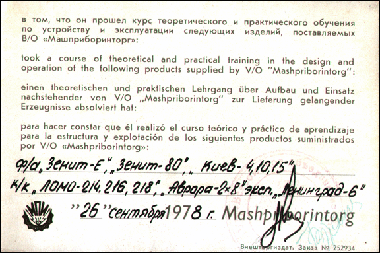 в том, что он прошел курс теоретического и практического обучения
по устройству и эксплуатации следующих изделий, поставляемых
В/О «Машприборинторг»:
took a course of theoretical and practical training in the design and
operation of the following products supplied by V/O "Mashpriborintorg":
einen theoretischen und praktischen Lehrgang über Aufbau und Einsatz
nachstehender von V/O „Mashpriborintorg" zur Lieferung gelangender
Erzeugnisse absolviert hat:
para hacer constar que él realizó el curso teórico y práctico de aprendizaje
para la estructura y explotación de los siguientes productos suministrados
por V/O «Mashpriborintorg»:
ф/а „Зенит-Е", „Зенит-80", „Киев-4,10,15"
к/к „ЛОМО-214, 216, 218", „Аврора-2x8" эксп. „Ленинград-6"
"26" сентября 1978 г. Mashpriborintorg
Внешторгиздат. Заказ № 252934